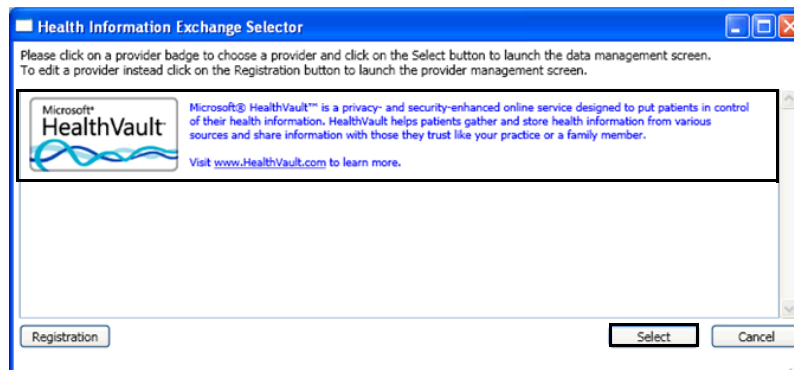 Health Information Exchange Selector
Please click on a provider badge to choose a provider and click on the Select button to launch the data management screen.
To edit a provider instead click on the Registration button to launch the provider management screen.
Microsoft®
HealthVault™
Microsoft® HealthVault™ is a privacy- and security-enhanced online service designed to put patients in control
of their health information. HealthVault helps patients gather and store health information from various
sources and share information with those they trust like your practice or a family member.
Visit www.HealthVault.com to learn more.
Registration
Select
Cancel